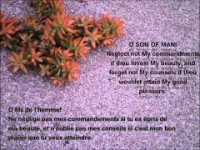 O SON OF MAN!
Neglect not My commandments
if thou lovest My beauty, and
forget not My counsels if thou
wouldst attain My good
pleasure.
O fils de l'homme!
Ne néglige pas mes commandements si tu es épris de
ma beauté, et n'oublie pas mes conseils si c'est mon bon
plaisir que tu veux atteindre.